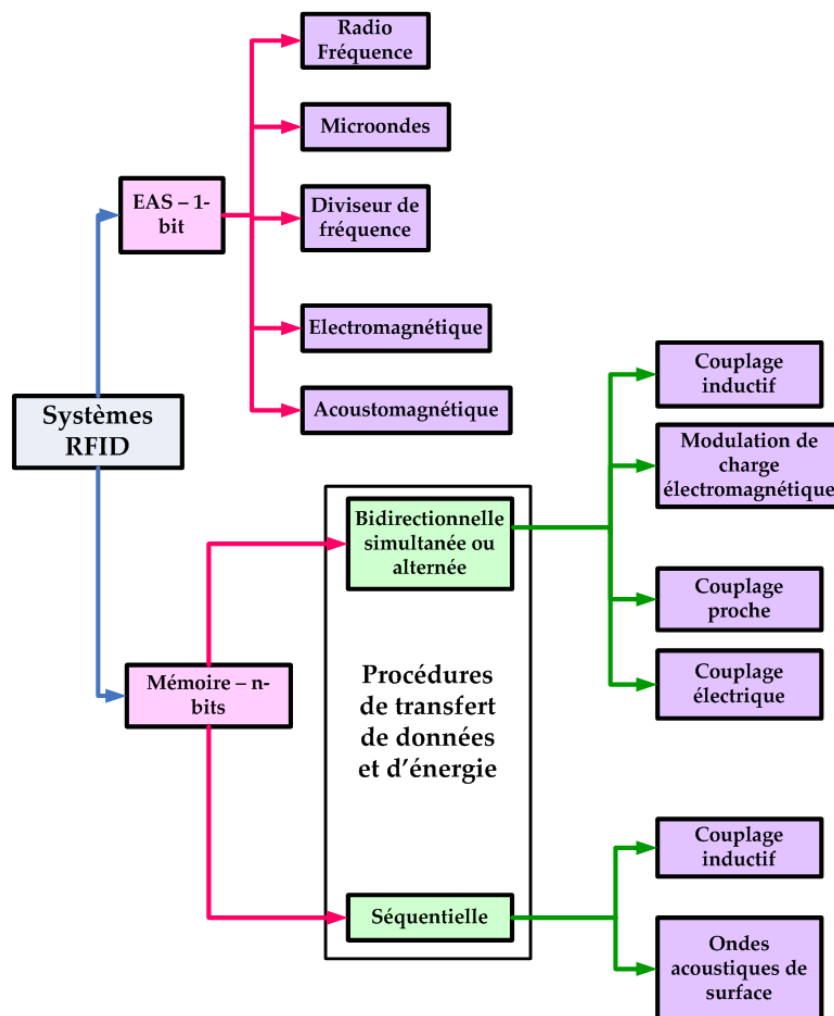 Radio
Fréquence
Microondes
EAS – 1-
bit
Diviseur de
fréquence
Electromagnétique
Acoustomagnétique
Systèmes
RFID
Mémoire – n-
bits
Bidirectionnelle
simultanée ou
alternée
Procédures
de transfert
de données
et d’énergie
Séquentielle
Couplage
inductif
Modulation de
charge
électromagnétique
Couplage
proche
Couplage
électrique
Couplage
inductif
Ondes
acoustiques de
surface